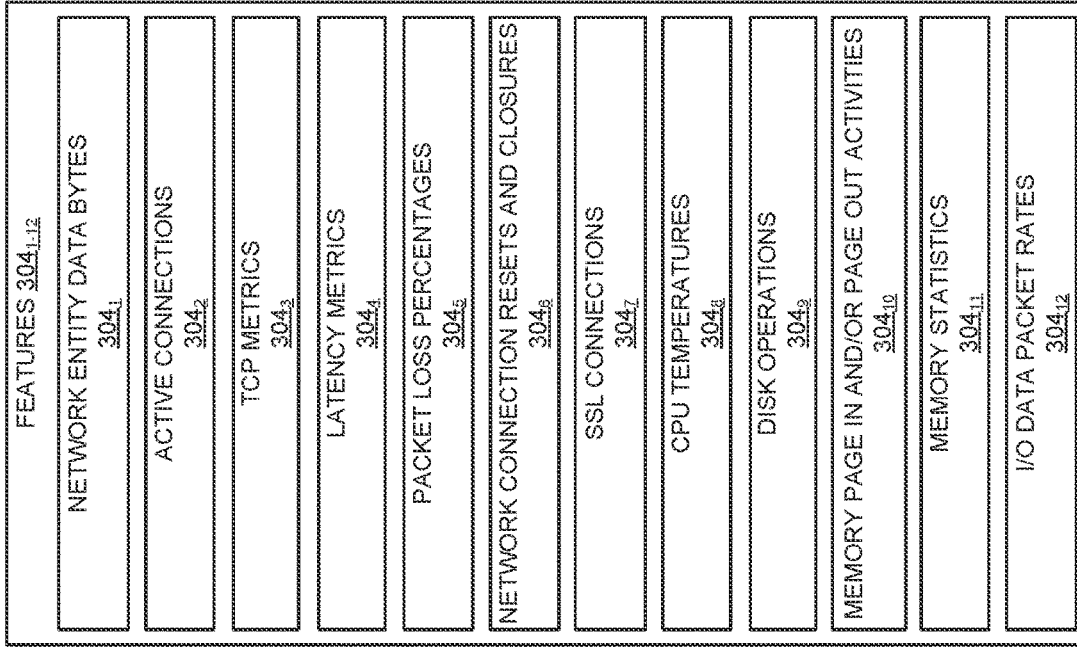 FEATURES 304₁₋₁₂
NETWORK ENTITY DATA BYTES
304₁
ACTIVE CONNECTIONS
304₂
TCP METRICS
304₃
LATENCY METRICS
304₄
PACKET LOSS PERCENTAGES
304₅
NETWORK CONNECTION RESETS AND CLOSURES
304₆
SSL CONNECTIONS
304₇
CPU TEMPERATURES
304₈
DISK OPERATIONS
304₉
MEMORY PAGE IN AND/OR PAGE OUT ACTIVITIES
304₁₀
MEMORY STATISTICS
304₁₁
I/O DATA PACKET RATES
304₁₂